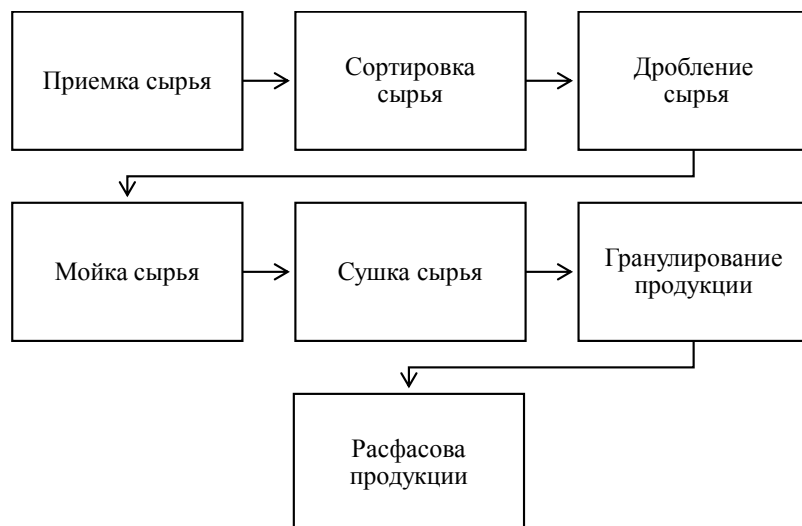 Приемка сырья
Сортировка
сырья
Дробление
сырья
Мойка сырья
Сушка сырья
Гранулирование
продукции
Расфасова
продукции